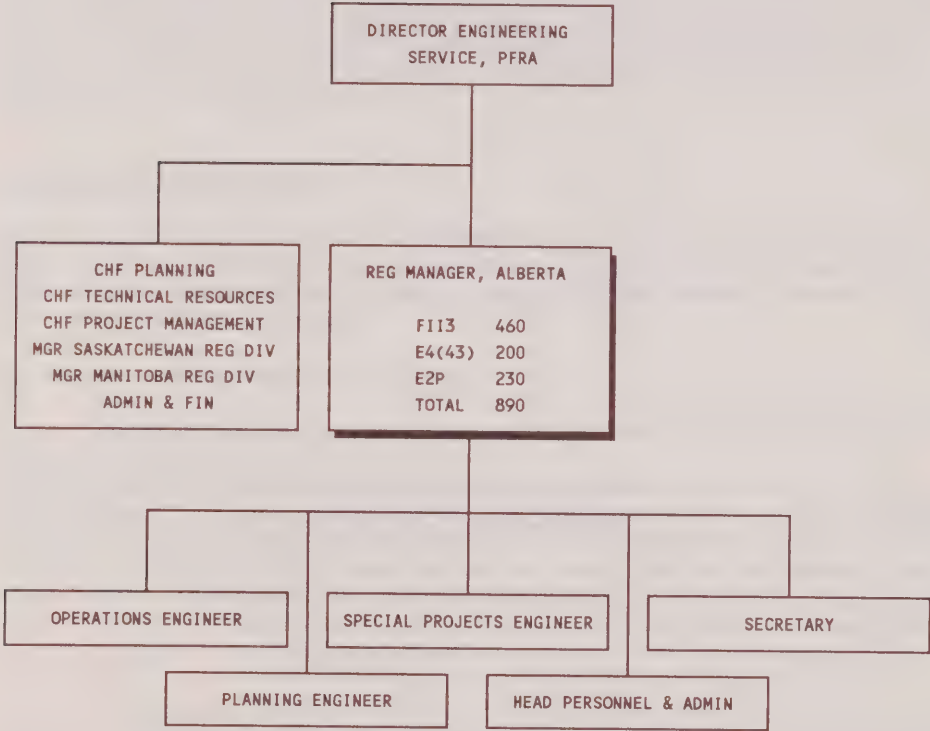 DIRECTOR ENGINEERING
SERVICE, PFRA
CHF PLANNING
CHF TECHNICAL RESOURCES
CHF PROJECT MANAGEMENT
MGR SASKATCHEWAN REG DIV
MGR MANITOBA REG DIV
ADMIN & FIN
REG MANAGER, ALBERTA
FII3 460
E4(43) 200
E2P 230
TOTAL 890
OPERATIONS ENGINEER
SPECIAL PROJECTS ENGINEER
SECRETARY
PLANNING ENGINEER
HEAD PERSONNEL & ADMIN